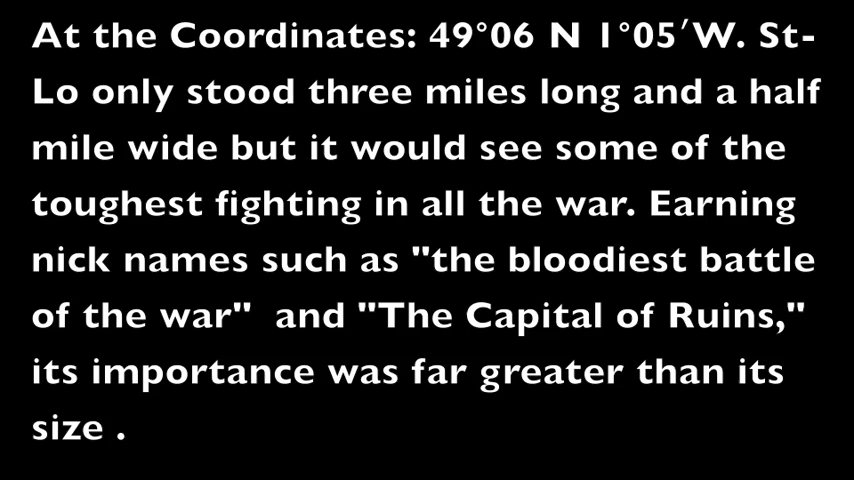 At the Coordinates: 49°06 N 1°05′W. St-
Lo only stood three miles long and a half
mile wide but it would see some of the
toughest fighting in all the war. Earning
nick names such as "the bloodiest battle
of the war"  and "The Capital of Ruins,"
its importance was far greater than its
size .